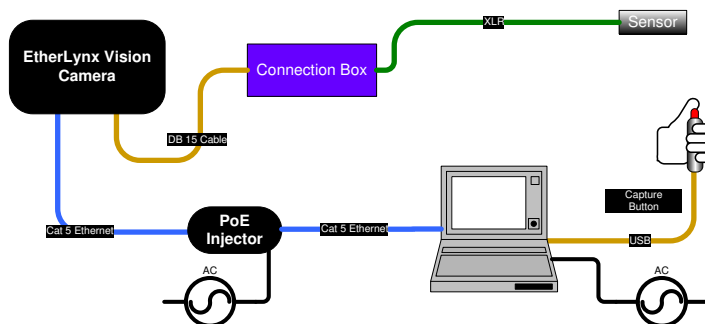 XLR
Sensor
EtherLynx Vision
Camera
Connection Box
DB 15 Cable
Capture
Button
PoE
Injector
Cat 5 Ethernet
Cat 5 Ethernet
USB
AC
AC